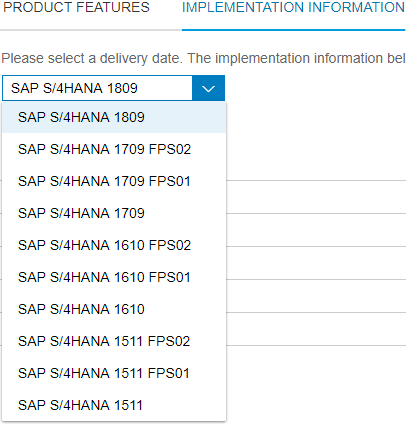 PRODUCT FEATURES IMPLEMENTATION INFORMATION
Please select a delivery date. The implementation information bel
SAP S/4HANA 1809
SAP S/4HANA 1809
SAP S/4HANA 1709 FPS02
SAP S/4HANA 1709 FPS01
SAP S/4HANA 1709
SAP S/4HANA 1610 FPS02
SAP S/4HANA 1610 FPS01
SAP S/4HANA 1610
SAP S/4HANA 1511 FPS02
SAP S/4HANA 1511 FPS01
SAP S/4HANA 1511